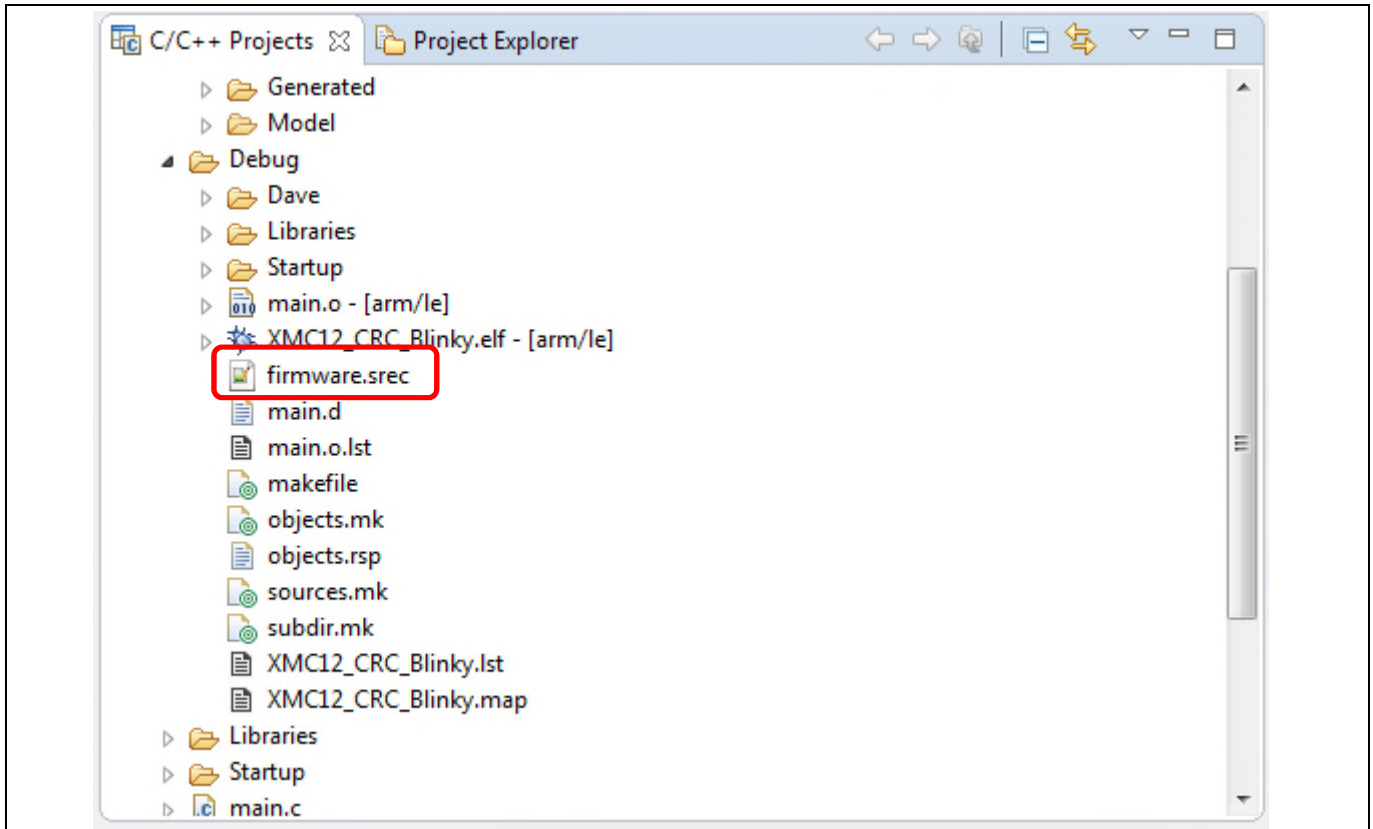 C/C++ Projects Project Explorer
Generated
Model
Debug
Dave
Libraries
Startup
main.o - [arm/le]
XMC12_CRC_Blinky.elf - [arm/le]
firmware.srec
main.d
main.o.lst
makefile
objects.mk
objects.rsp
sources.mk
subdir.mk
XMC12_CRC_Blinky.lst
XMC12_CRC_Blinky.map
Libraries
Startup
main.c